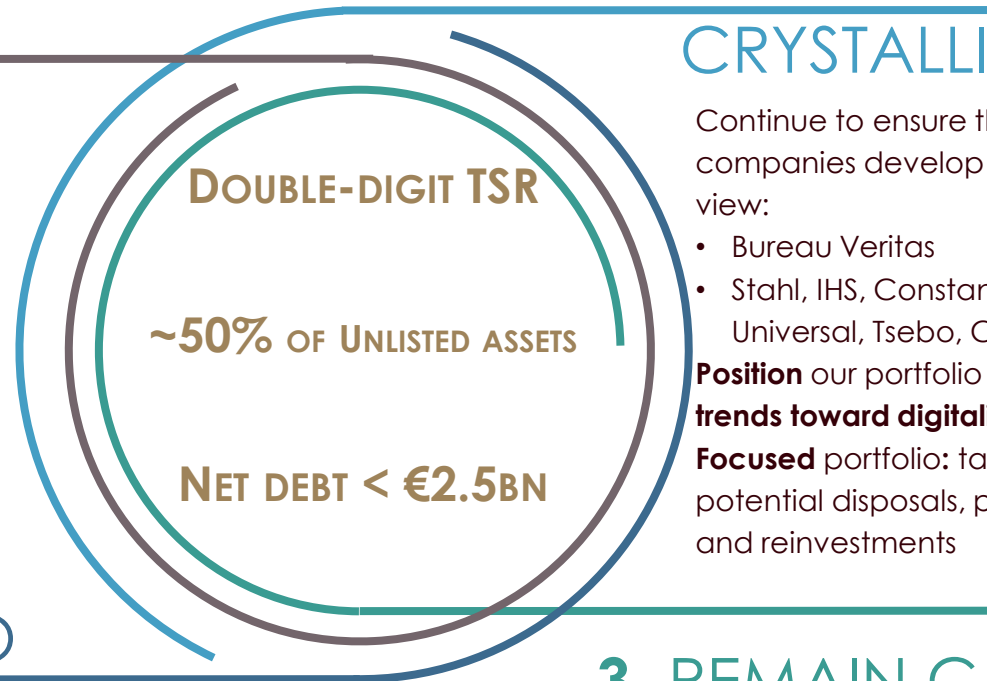 DOUBLE-DIGIT TSR
~50% OF UNLISTED ASSETS
NET DEBT < €2.5BN
CRYSTALLI
Continue to ensure th
companies develop
view:
• Bureau Veritas
• Stahl, IHS, Constan
Universal, Tsebo, C
Position our portfolio
trends toward digitali
Focused portfolio: ta
potential disposals, p
and reinvestments
3 REMAIN C